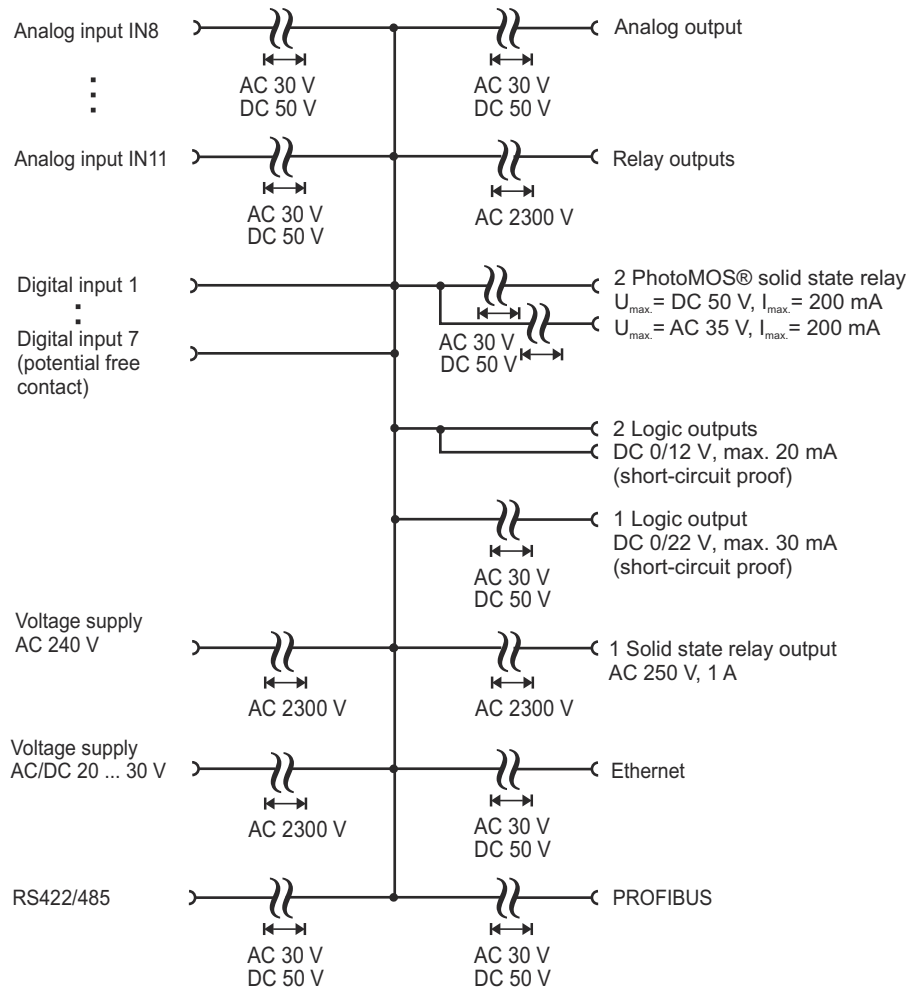 Analog input IN8
AC 30 V
DC 50 V
Analog output
AC 30 V
DC 50 V
Analog input IN11
AC 30 V
DC 50 V
Relay outputs
AC 2300 V
Digital input 1
Digital input 7
(potential free
contact)
2 PhotoMOS® solid state relay
Umax.= DC 50 V, Imax.= 200 mA
Umax.= AC 35 V, Imax.= 200 mA
AC 30 V
DC 50 V
2 Logic outputs
DC 0/12 V, max. 20 mA
(short-circuit proof)
1 Logic output
DC 0/22 V, max. 30 mA
(short-circuit proof)
AC 30 V
DC 50 V
Voltage supply
AC 240 V
AC 2300 V
1 Solid state relay output
AC 250 V, 1 A
AC 2300 V
Voltage supply
AC/DC 20 ... 30 V
AC 2300 V
Ethernet
AC 30 V
DC 50 V
RS422/485
AC 30 V
DC 50 V
PROFIBUS
AC 30 V
DC 50 V